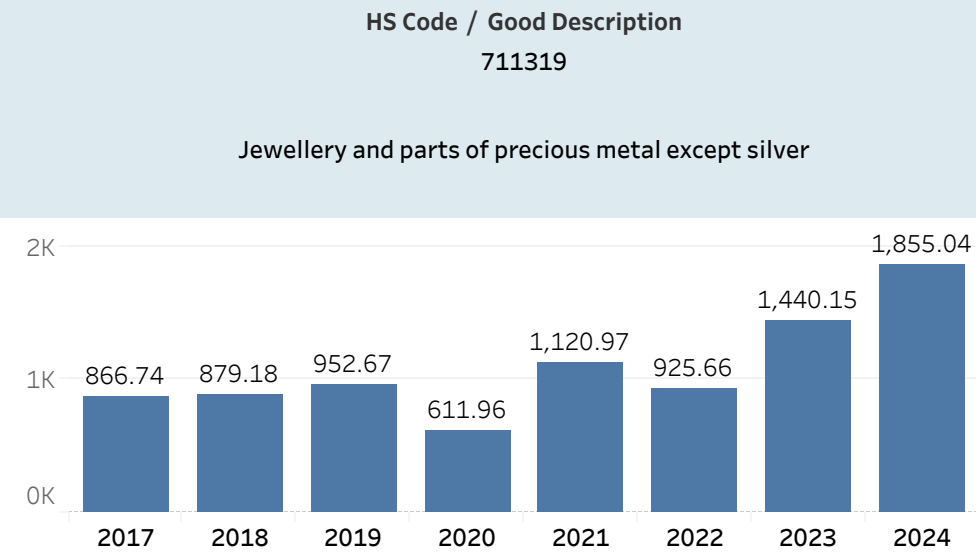 HS Code / Good Description
711319
Jewellery and parts of precious metal except silver
2K
1K
0K
866.74
879.18
952.67
611.96
1,120.97
925.66
1,440.15
1,855.04
2017 2018 2019 2020 2021 2022 2023 2024